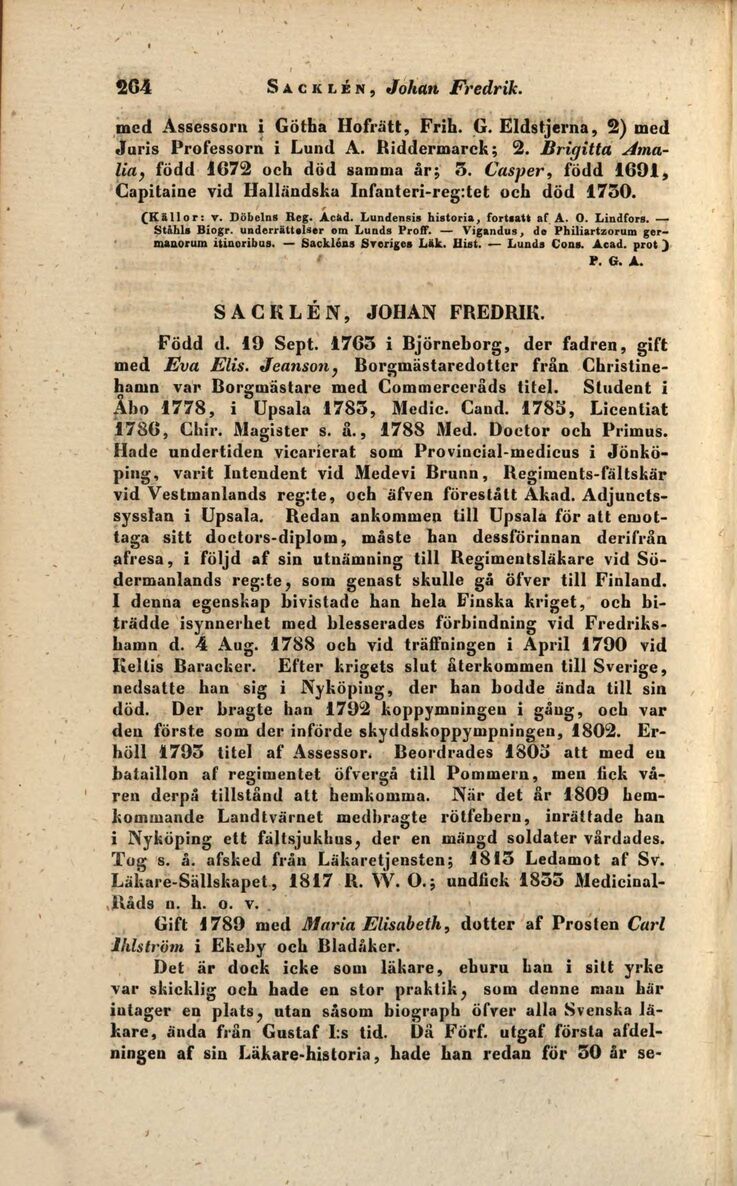 264 SACKLÉN, Johan Fredrik.
med Assessorn i Götha Hofrätt, Frih. G. Eldstjerna, 2) med
Juris Professorn i Lund A. Riddermarck; 2. Brigitta Ama-
lia, född 1672 och död samma år; 3. Casper, född 1691,
Capitaine vid Halländska Infanteri-reg:tet och död 1730.
(Källor: v. Döbelns Reg. Acad. Lundensis historia, fortsatt af A. O. Lindfors. —
Ståhls Biogr. underrättelser om Lunds Proff. — Vigandus, de Philiartzorum ger-
manorum itineribus. — Sackléns Sveriges Läk. Hist. — Lunds Cons. Acad. prot)
P. G. A.
SACKLÉN, JOHAN FREDRIK.
Född d. 19 Sept. 1763 i Björneborg, der fadren, gift
med Eva Elis. Jeanson, Borgmästaredotter från Christine-
hamn var Borgmästare med Commerceråds titel. Student i
Åbo 1778, i Upsala 1783, Medic. Cand. 1785, Licentiat
1786, Chir. Magister s. å., 1788 Med. Doctor och Primus.
Hade undertiden vicarierat som Provincial-medicus i Jönkö-
ping, varit Intendent vid Medevi Brunn, Regiments-fältskär
vid Vestmanlands reg:te, och äfven förestått Akad. Adjuncts-
sysslan i Upsala. Redan ankommen till Upsala för att emot-
taga sitt doctors-diplom, måste han dessförinnan derifrån
afresa, i följd af sin utnämning till Regimentsläkare vid Sö-
dermanlands reg:te, som genast skulle gå öfver till Finland.
I denna egenskap bivistade han hela Finska kriget, och bi-
trädde isynnerhet med blesserades förbindning vid Fredriks-
hamn d. 4 Aug. 1788 och vid träffningen i April 1790 vid
Keltis Baracker. Efter krigets slut återkommen till Sverige,
nedsatte han sig i Nyköping, der han bodde ända till sin
död. Der bragte han 1792 koppymningen i gång, och var
den förste som der införde skyddskoppympningen, 1802. Er-
höll 1793 titel af Assessor. Beordrades 1805 att med en
bataillon af regimentet öfvergå till Pommern, men fick vå-
ren derpå tillstånd att hemkomma. När det år 1809 hem-
kommande Landtvärnet medbragte rötfebern, inrättade han
i Nyköping ett fältsjukhus, der en mängd soldater vårdades.
Tog s. å. afsked från Läkaretjensten; 1813 Ledamot af Sv.
Läkare-Sällskapet, 1817 R. W. O.; undfick 1833 Medicinal-
Råds n. h. o. v.
Gift 1789 med Maria Elisabeth, dotter af Prosten Carl
Ihlström i Ekeby och Bladåker.
Det är dock icke som läkare, ehuru han i sitt yrke
var skicklig och hade en stor praktik, som denne man här
intager en plats, utan såsom biograph öfver alla Svenska lä-
kare, ända från Gustaf I:s tid. Då Förf. utgaf första afdel-
ningen af sin Läkare-historia, hade han redan för 30 år se-